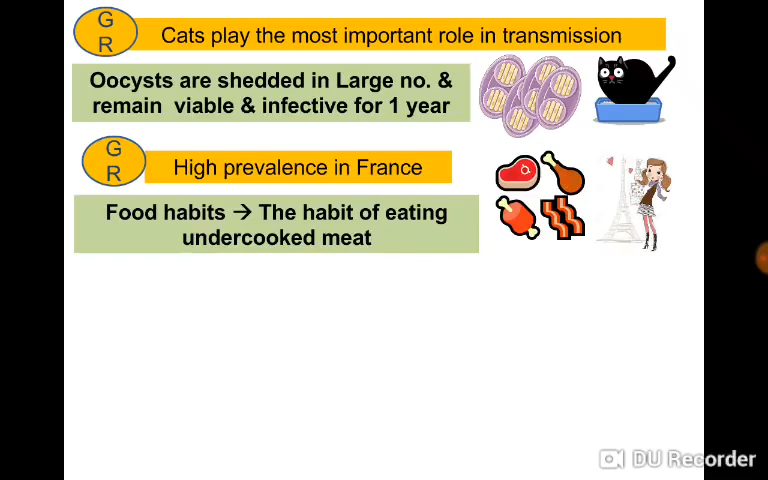 G
R
Cats play the most important role in transmission
Oocysts are shedded in Large no. &
remain viable & infective for 1 year
G
R
High prevalence in France
Food habits → The habit of eating
undercooked meat
DU Recorder